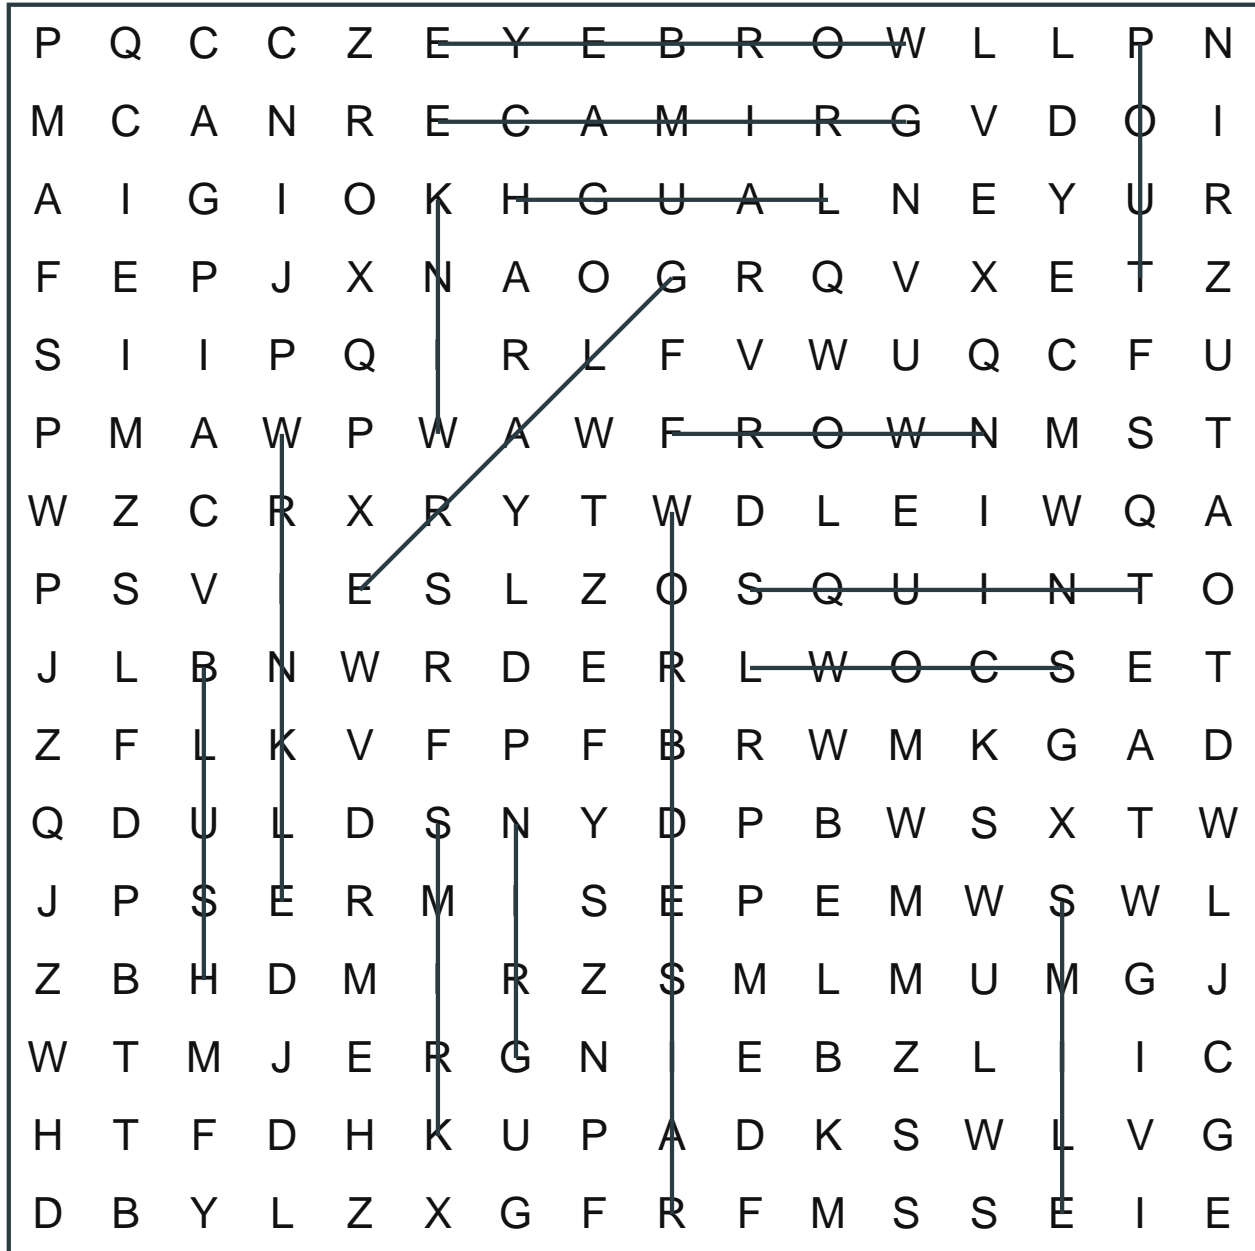 P Q C C Z E Y E B R O W L L P N
M C A N R E C A M I R G V D O I
A I G I O K H G U A L N E Y U R
F E P J X N A O G R Q V X E T Z
S I I P Q I R L F V W U Q C F U
P M A W P W A W F R O W N M S T
W Z C R X R Y T W D L E I W Q A
P S V I E S L Z O S Q U I N T O
J L B N W R D E R L W O C S E T
Z F L K V F P F B R W M K G A D
Q D U L D S N Y D P B W S X T W
J P S E R M I S E P E M W S W L
Z B H D M I R Z S M L M U M G J
W T M J E R G N I E B Z L I I C
H T F D H K U P A D K S W L V G
D B Y L Z X G F R F M S S E I E